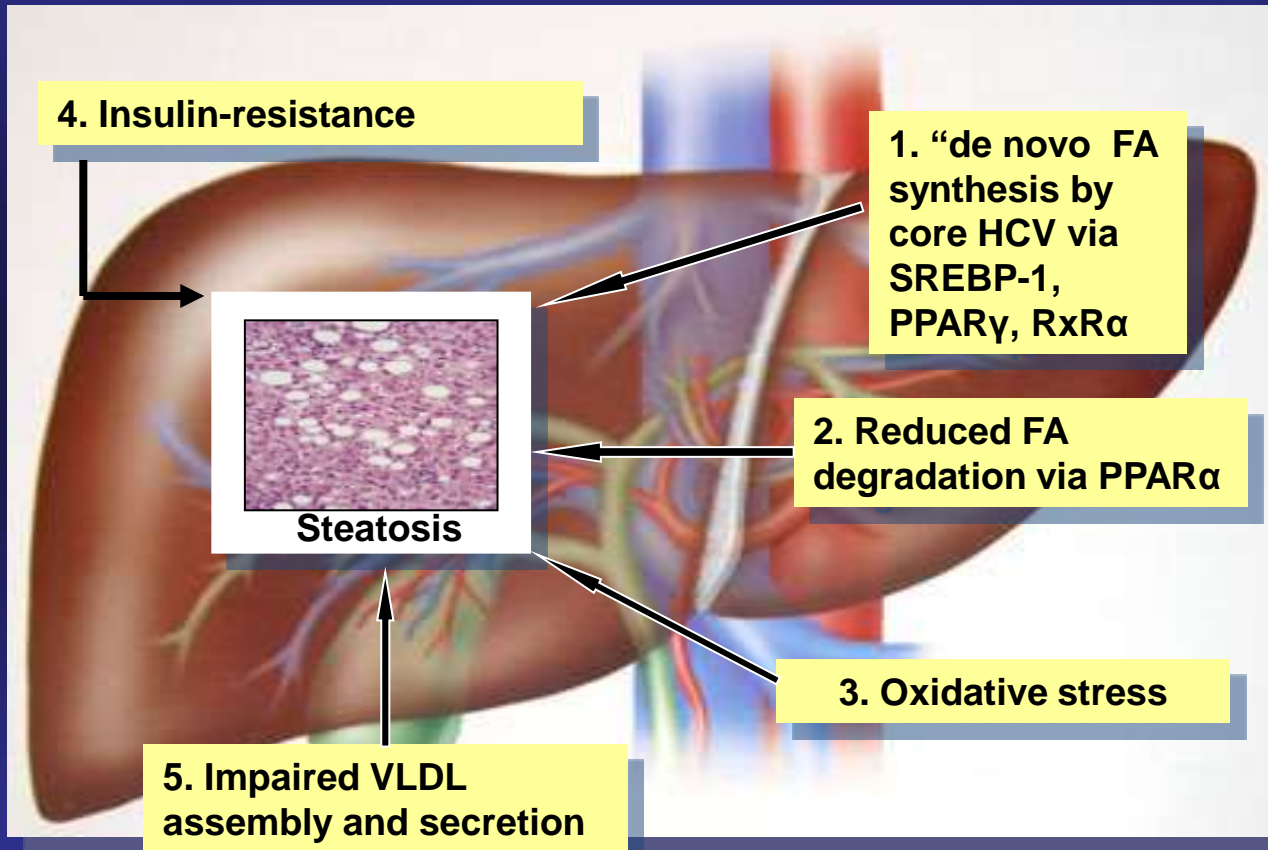 4. Insulin-resistance
1. “de novo FA
synthesis by
core HCV via
SREBP-1,
PPARγ, RxRα
2. Reduced FA
degradation via PPARα
Steatosis
3. Oxidative stress
5. Impaired VLDL
assembly and secretion